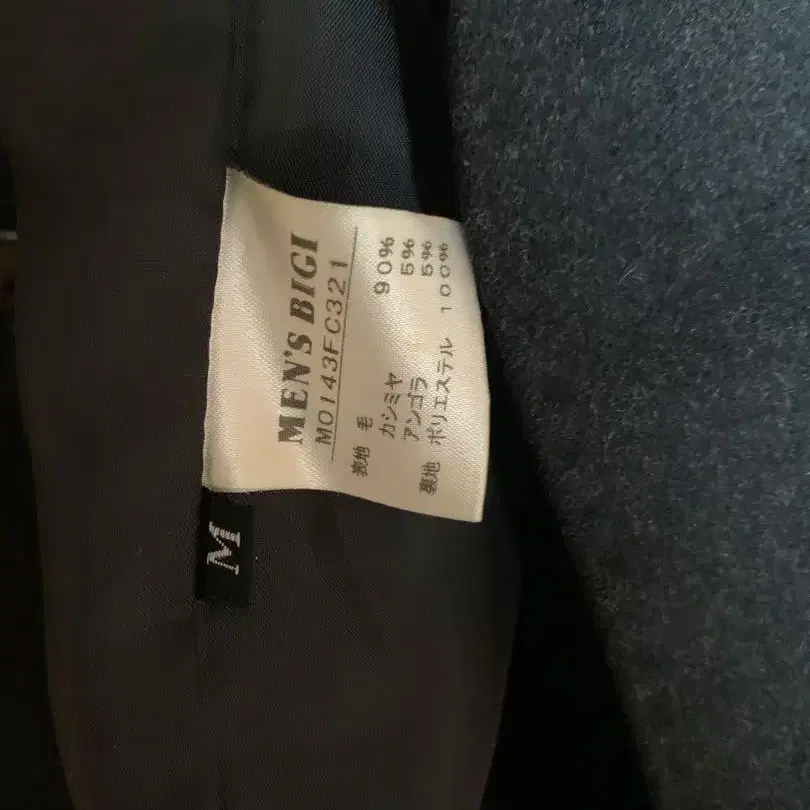 MEN'S BIGI
M0143FC321
表地 毛 90%
カシミヤ 5%
アンゴラ 5%
裏地 ポリエステル 100%
M